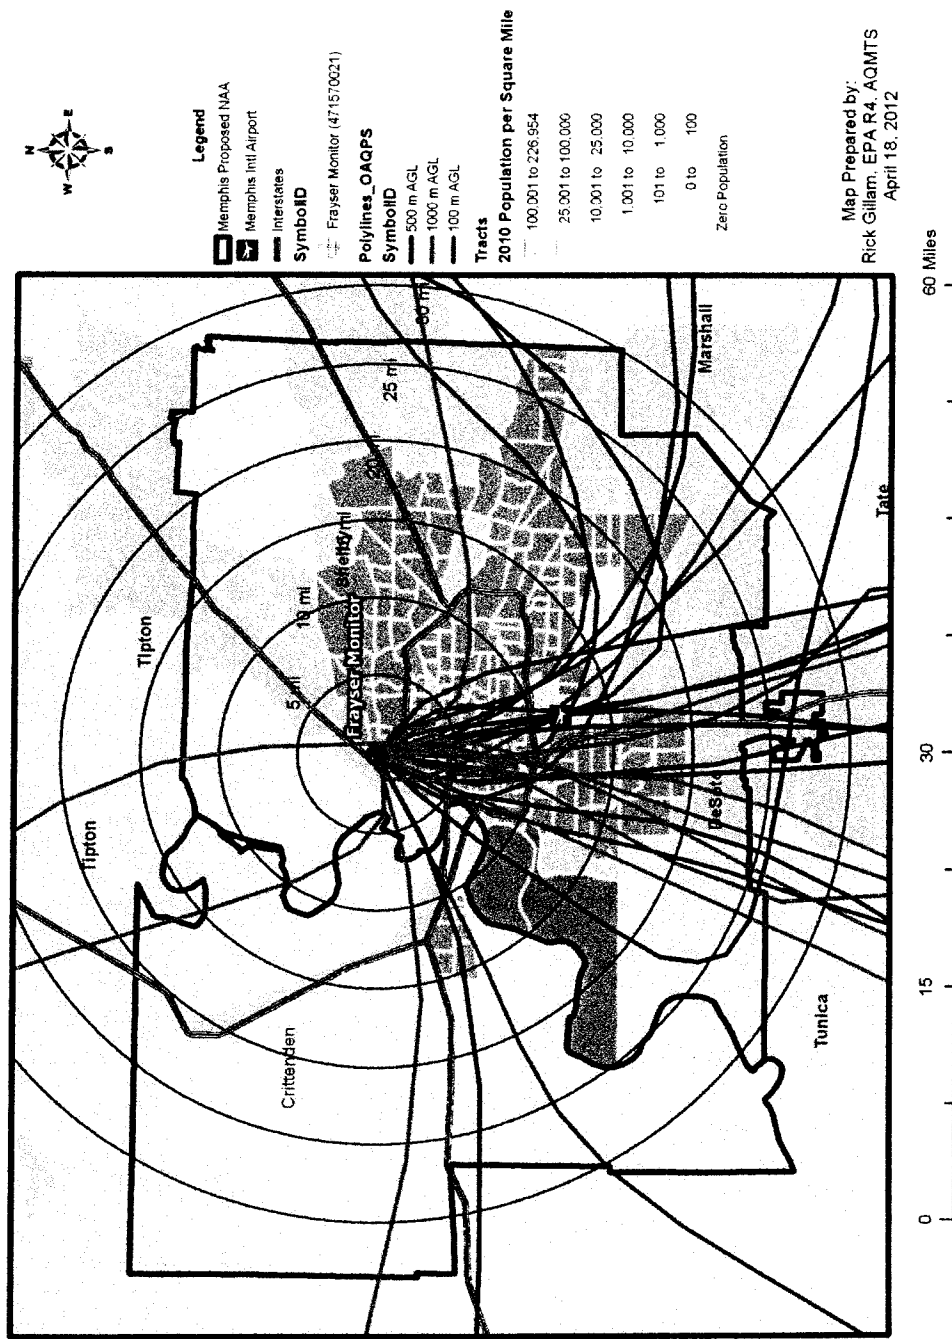 N
W
E
S
Legend
Memphis Proposed NAA
Memphis Intl Airport
Interstates
SymbolID
Frayser Monitor (471570021)
Polylines_OAQPS
SymbolID
500 m AGL
1000 m AGL
100 m AGL
Tracts
2010 Population per Square Mile
100,001 to 226,954
25,001 to 100,000
10,001 to 25,000
1,001 to 10,000
101 to 1,000
0 to 100
Zero Population
Map Prepared by:
Rick Gillam, EPA R4, AQMTS
April 18, 2012
Tipton
Tipton
Crittenden
Shelby
Frayser Monitor
5 mi
10 mi
mi
20
25 mi
30 mi
DeSoto
Marshall
Tate
Tunica
0
15
30
60 Miles